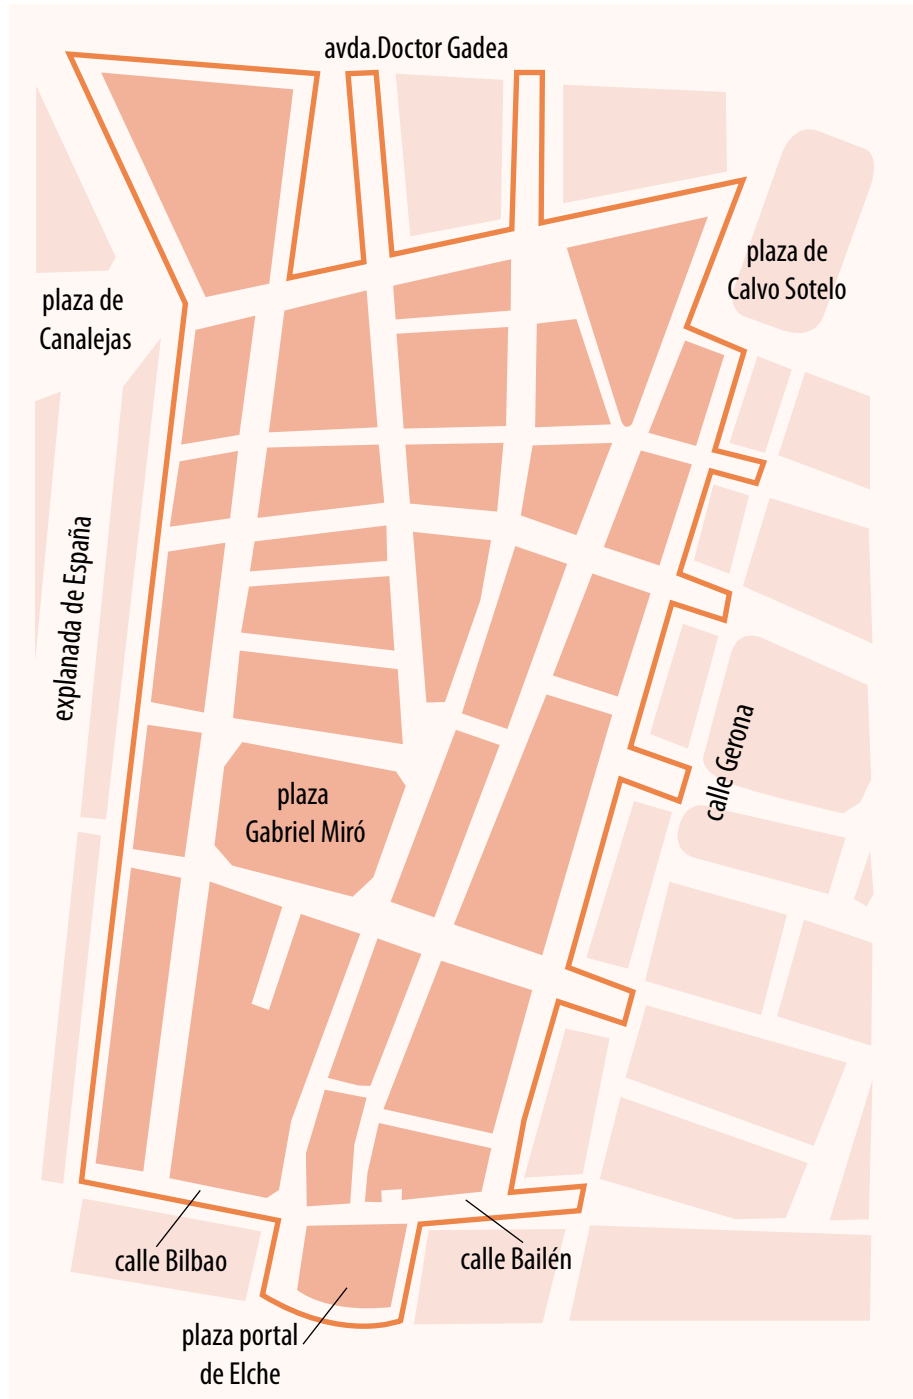 avda.Doctor Gadea
plaza de
Calvo Sotelo
plaza de
Canalejas
explanada de España
calle Gerona
plaza
Gabriel Miró
calle Bilbao
calle Bailén
plaza portal
de Elche